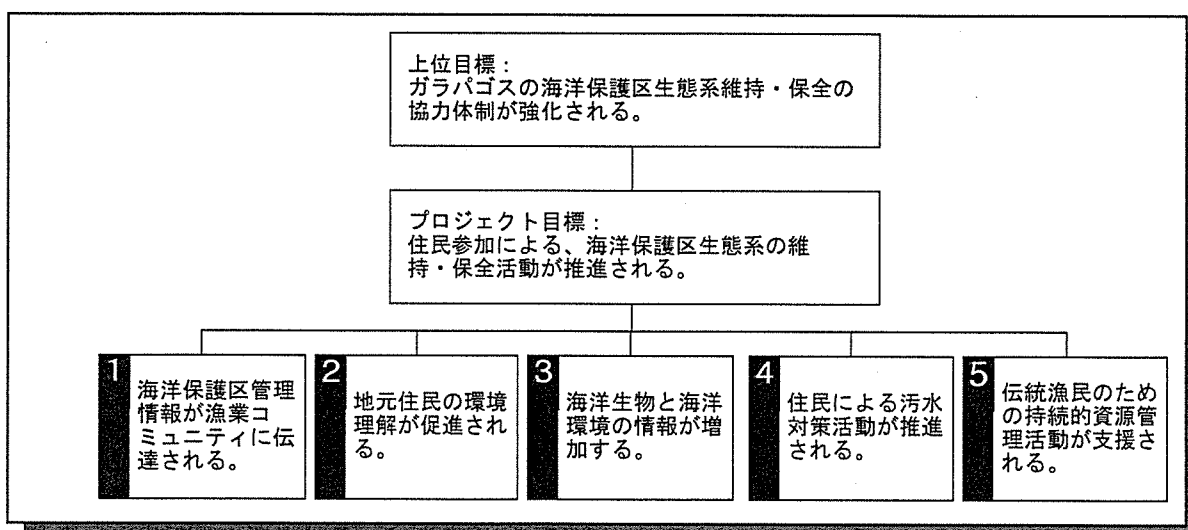 上位目標：
ガラパゴスの海洋保護区生態系維持・保全の
協力体制が強化される。
プロジェクト目標：
住民参加による、海洋保護区生態系の維
持・保全活動が推進される。
1
海洋保護区管理
情報が漁業コ
ミュニティに伝
達される。
2
地元住民の環境
理解が促進され
る。
3
海洋生物と海洋
環境の情報が増
加する。
4
住民による汚水
対策活動が推進
される。
5
伝統漁民のため
の持続的資源管
理活動が支援さ
れる。